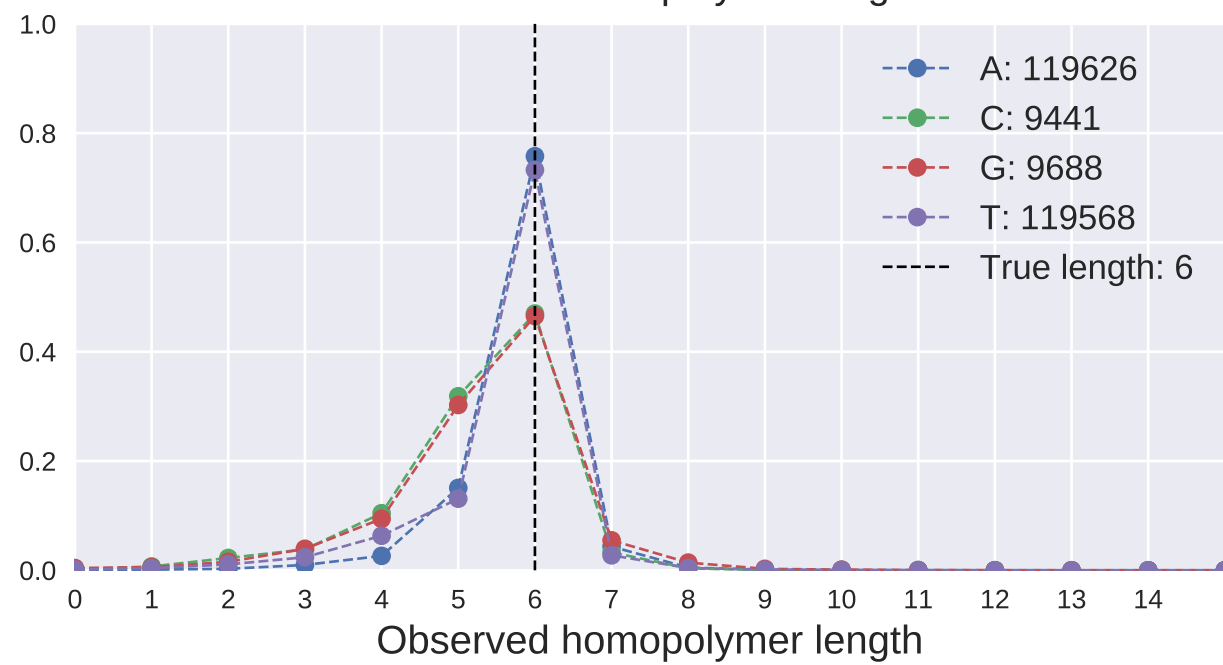 1.0
0.8
0.6
0.4
0.2
0.0
A: 119626
C: 9441
G: 9688
T: 119568
True length: 6
0 1 2 3 4 5 6 7 8 9 10 11 12 13 14
Observed homopolymer length